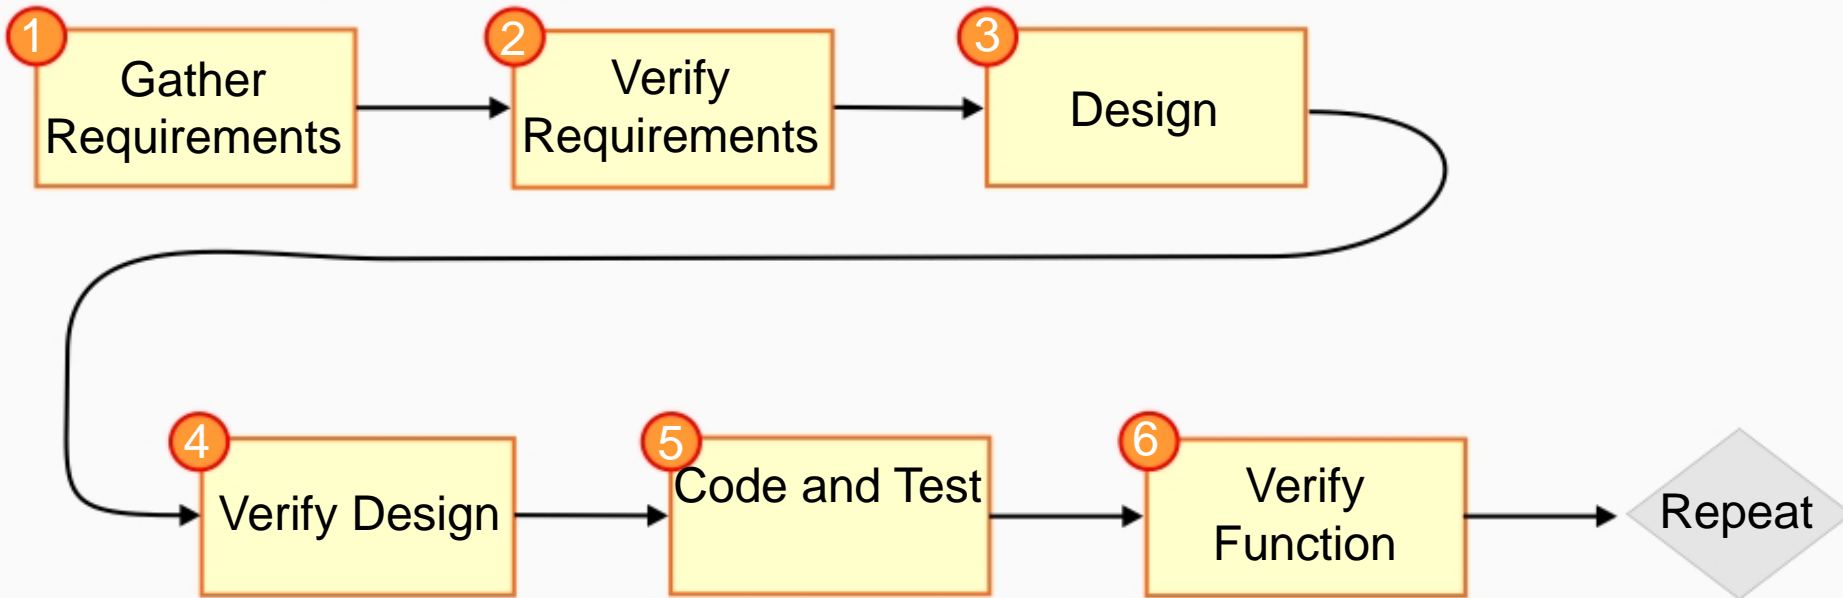 1
Gather
Requirements
2
Verify
Requirements
3
Design
4
Verify Design
5
Code and Test
6
Verify
Function
Repeat